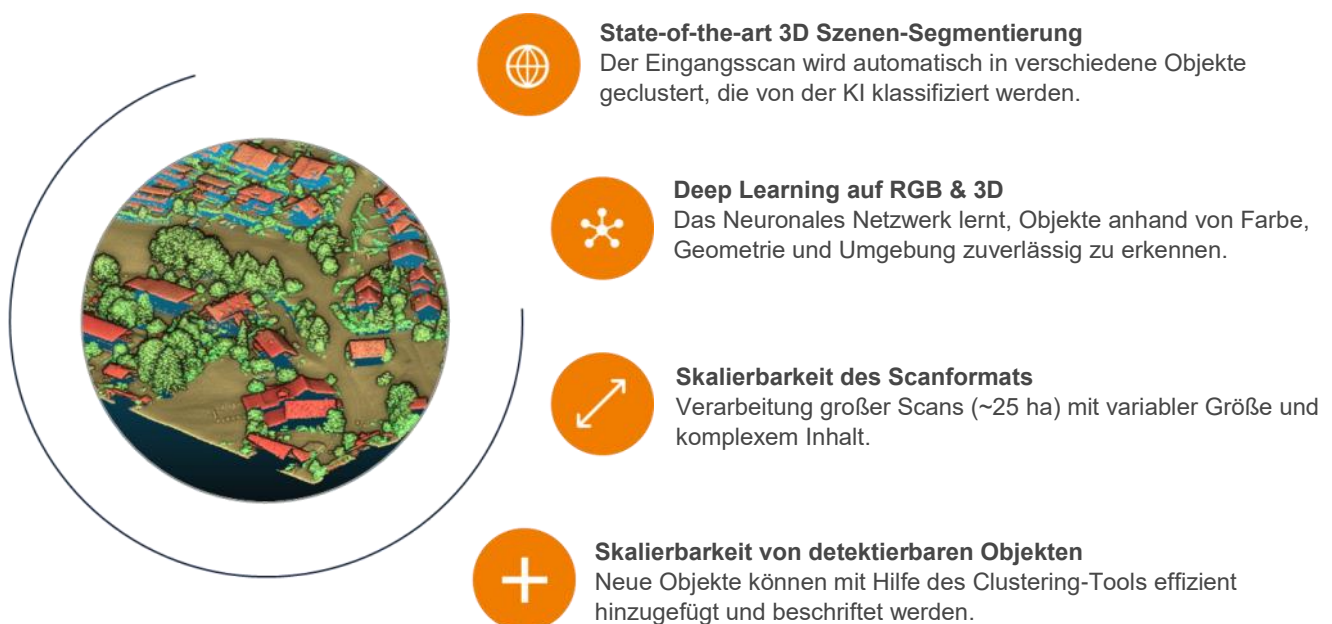 State-of-the-art 3D Szenen-Segmentierung
Der Eingangsscan wird automatisch in verschiedene Objekte
geclustert, die von der KI klassifiziert werden.
Deep Learning auf RGB & 3D
Das Neuronales Netzwerk lernt, Objekte anhand von Farbe,
Geometrie und Umgebung zuverlässig zu erkennen.
Skalierbarkeit des Scanformats
Verarbeitung großer Scans (~25 ha) mit variabler Größe und
komplexem Inhalt.
Skalierbarkeit von detektierbaren Objekten
Neue Objekte können mit Hilfe des Clustering-Tools effizient
hinzugefügt und beschriftet werden.